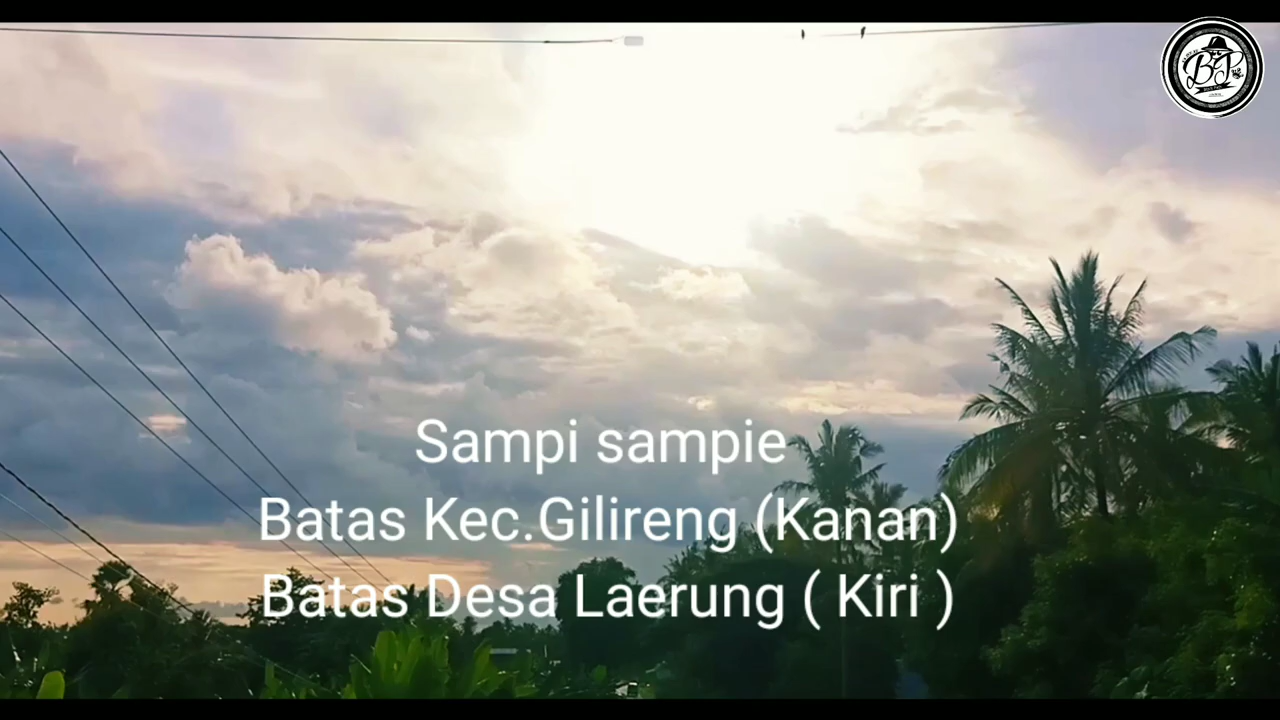 Sampi sampie
Batas Kec.Gilireng (Kanan)
Batas Desa Laerung ( Kiri )